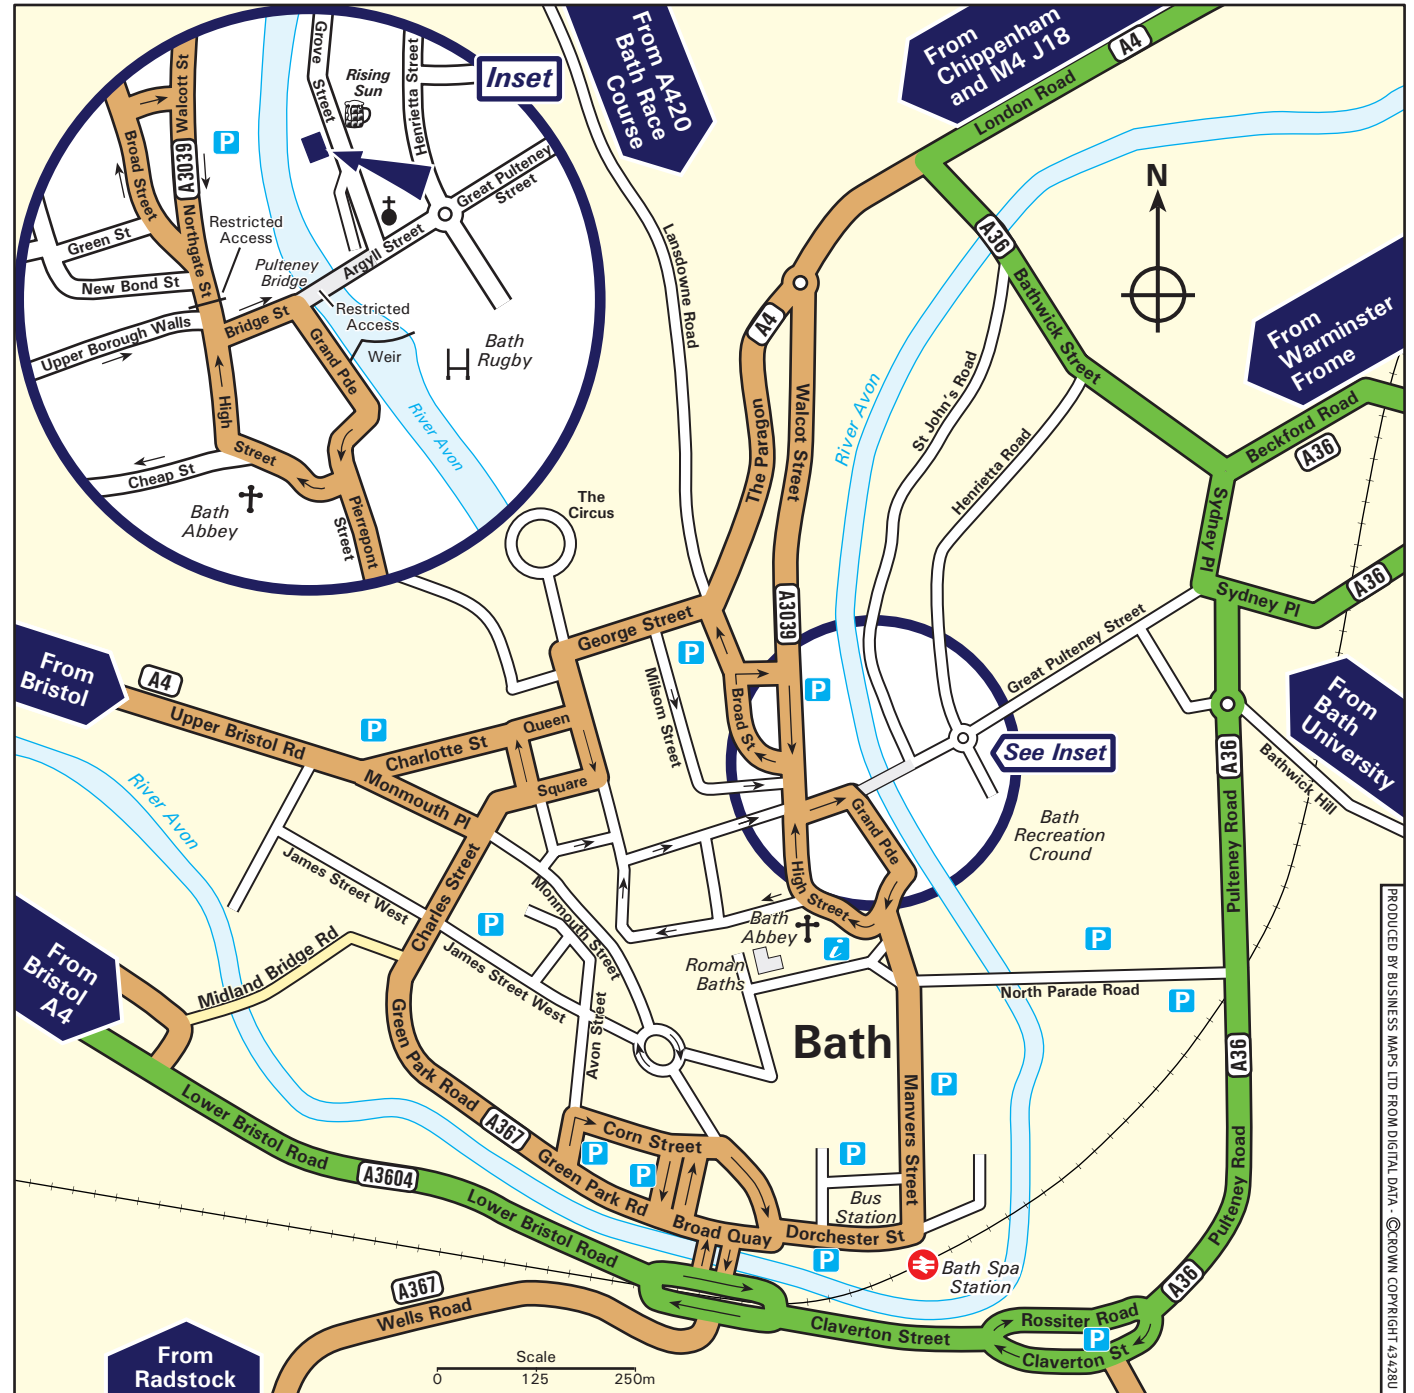 Inset
Walcott St
A3039
Broad Street
Northgate St
P
Grove
Street
Rising
Sun
Henrietta Street
Great Pulteney
Street
Restricted
Access
Green St
New Bond St
Pulteney
Bridge
Argyll Street
Upper Borough Walls
Bridge St
Restricted
Access
Weir
Grand Pde
Bath
Rugby
River Avon
High
Street
Cheap St
Bath
Abbey
Pierrepont
Street
From A420
Bath Race
Course
From
Chippenham
and M4 J18
A4
London Road
N
A36
Bathwick Street
From
Warminster
Frome
Beckford Road
A36
Lansdowne Road
A4
The Paragon
Walcot Street
River Avon
St John's Road
Henrietta Road
Sydney Pl
Sydney Pl
A36
The
Circus
George Street
A3039
P
Milsom Street
Broad St
P
Great Pulteney Street
See Inset
From
Bath
University
A36
Bathwick Hill
From
Bristol
A4
Upper Bristol Rd
P
Charlotte St
Queen
Square
Monmouth Pl
River Avon
James Street West
Charles Street
Monmouth Street
P
James Street West
Midland Bridge Rd
Grand Pde
High Street
Bath
Recreation
Cround
Pulteney Road
Bath
Abbey
i
Roman
Baths
P
North Parade Road
P
From
Bristol
A4
Bath
Avon Street
Green Park Road
A367
Manvers Street
P
A36
Lower Bristol Road
A3604
Corn Street
P
P
P
Green Park Rd
Broad Quay
Bus
Station
Dorchester St
P
Lower Bristol Road
Bath Spa
Station
Pulteney Road
A36
A367
Wells Road
Claverton Street
Rossiter Road
P
Claverton St
From
Radstock
Scale
0 125 250m
PRODUCED BY BUSINESS MAPS LTD FROM DIGITAL DATA - ©CROWN COPYRIGHT 43428U